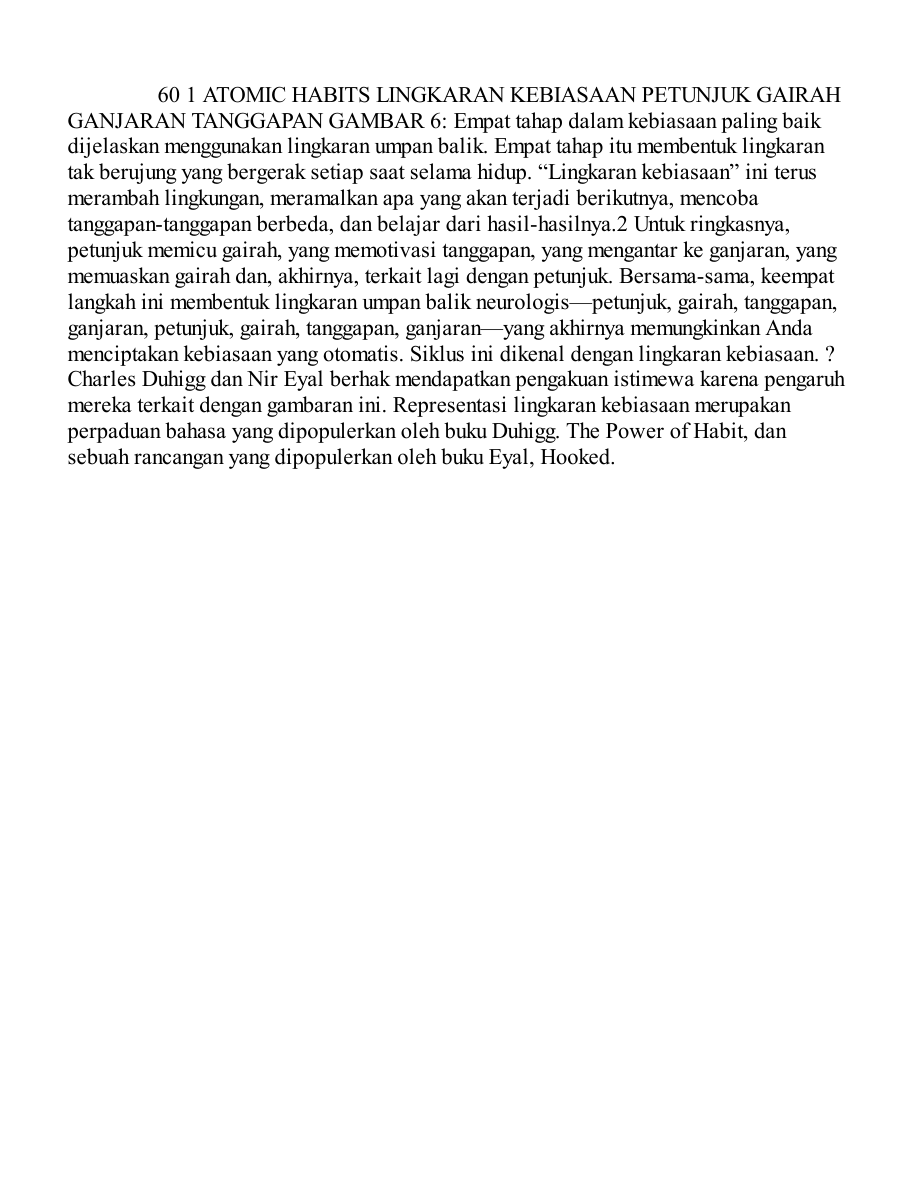 60 1 ATOMIC HABITS LINGKARAN KEBIASAAN PETUNJUK GAIRAH
GANJARAN TANGGAPAN GAMBAR 6: Empat tahap dalam kebiasaan paling baik
dijelaskan menggunakan lingkaran umpan balik. Empat tahap itu membentuk lingkaran
tak berujung yang bergerak setiap saat selama hidup. “Lingkaran kebiasaan” ini terus
merambah lingkungan, meramalkan apa yang akan terjadi berikutnya, mencoba
tanggapan-tanggapan berbeda, dan belajar dari hasil-hasilnya.2 Untuk ringkasnya,
petunjuk memicu gairah, yang memotivasi tanggapan, yang mengantar ke ganjaran, yang
memuaskan gairah dan, akhirnya, terkait lagi dengan petunjuk. Bersama-sama, keempat
langkah ini membentuk lingkaran umpan balik neurologis—petunjuk, gairah, tanggapan,
ganjaran, petunjuk, gairah, tanggapan, ganjaran—yang akhirnya memungkinkan Anda
menciptakan kebiasaan yang otomatis. Siklus ini dikenal dengan lingkaran kebiasaan. ?
Charles Duhigg dan Nir Eyal berhak mendapatkan pengakuan istimewa karena pengaruh
mereka terkait dengan gambaran ini. Representasi lingkaran kebiasaan merupakan
perpaduan bahasa yang dipopulerkan oleh buku Duhigg. The Power of Habit, dan
sebuah rancangan yang dipopulerkan oleh buku Eyal, Hooked.